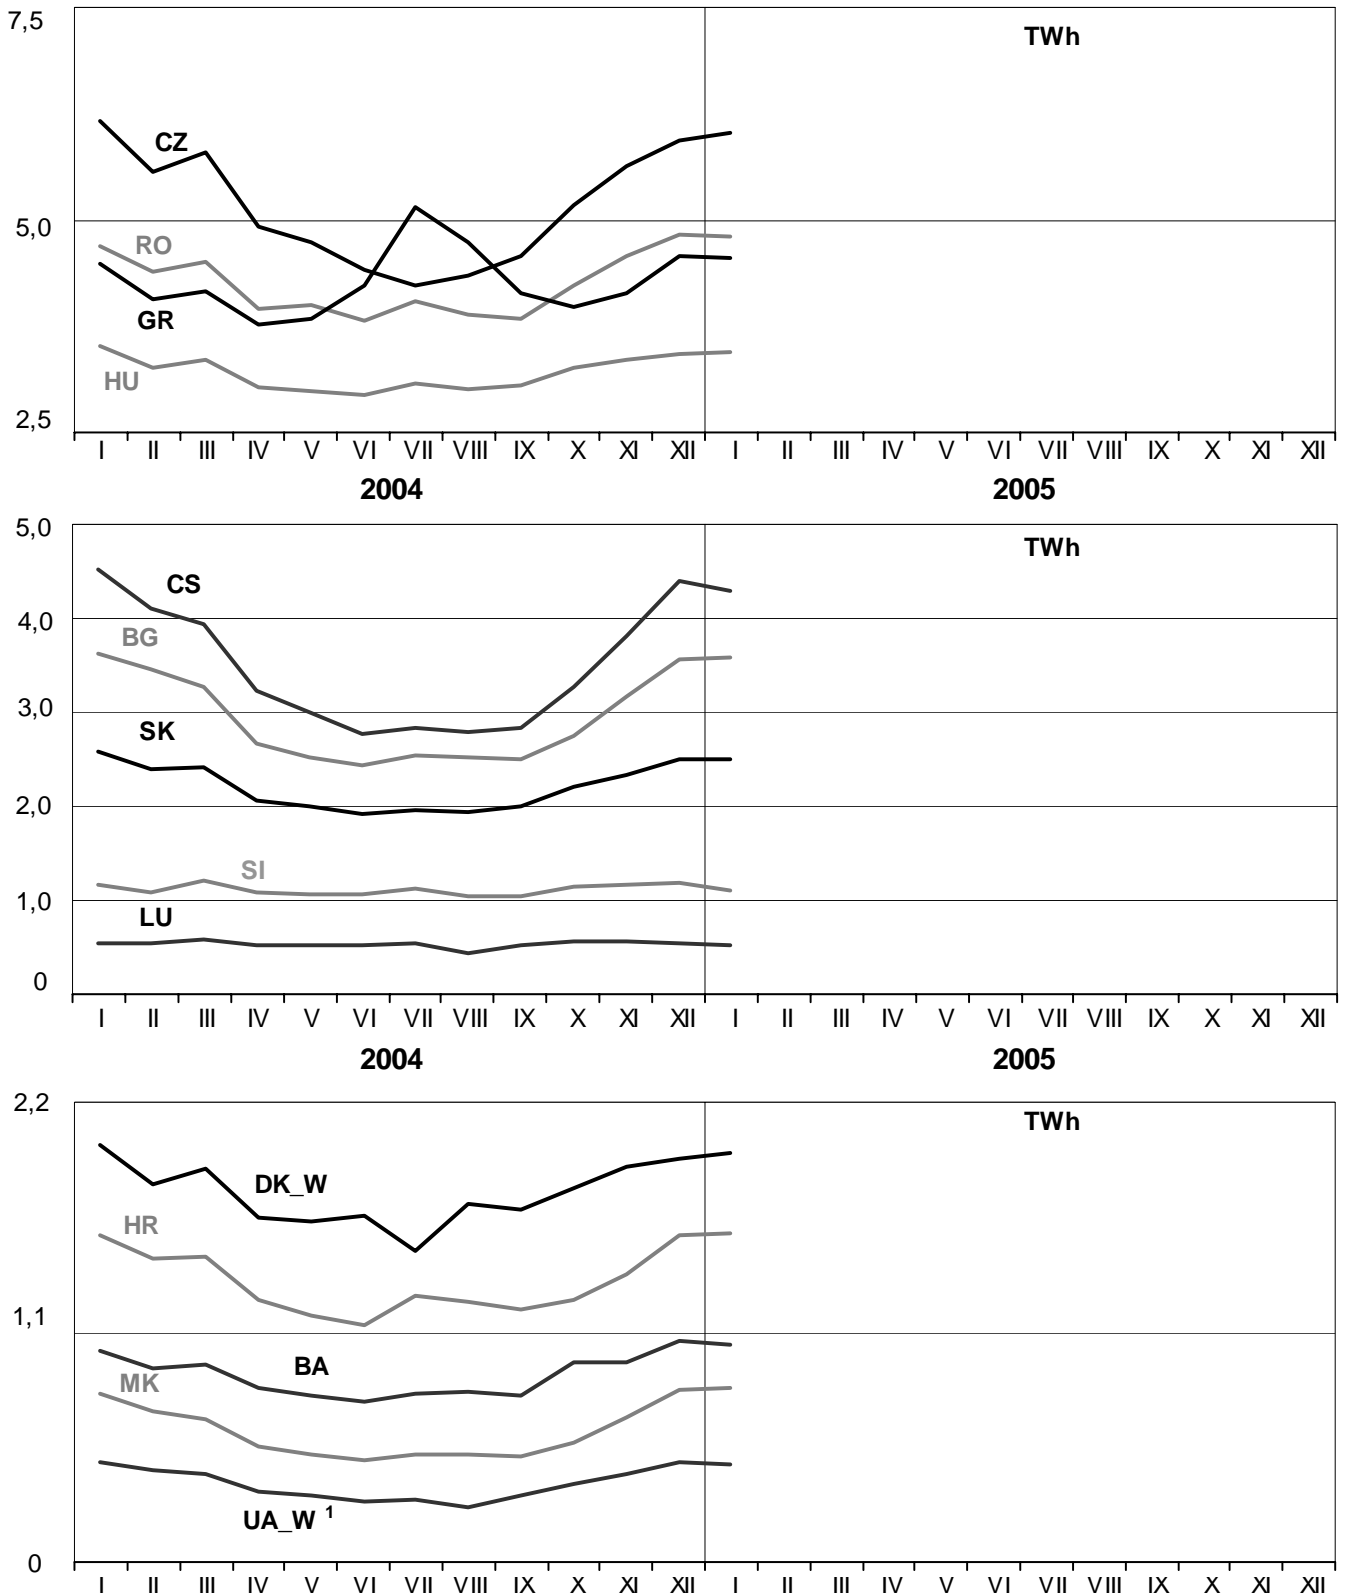 7,5
TWh
CZ
5,0
RO
GR
HU
2,5
I II III IV V VI VII VIII IX X XI XII I II III IV V VI VII VIII IX X XI XII
2004 2005
5,0
TWh
CS
4,0
BG
3,0
SK
2,0
SI
1,0
LU
0
I II III IV V VI VII VIII IX X XI XII I II III IV V VI VII VIII IX X XI XII
2004 2005
2,2
TWh
DK_W
HR
1,1
BA
MK
UA_W 1
0
I II III IV V VI VII VIII IX X XI XII I II III IV V VI VII VIII IX X XI XII